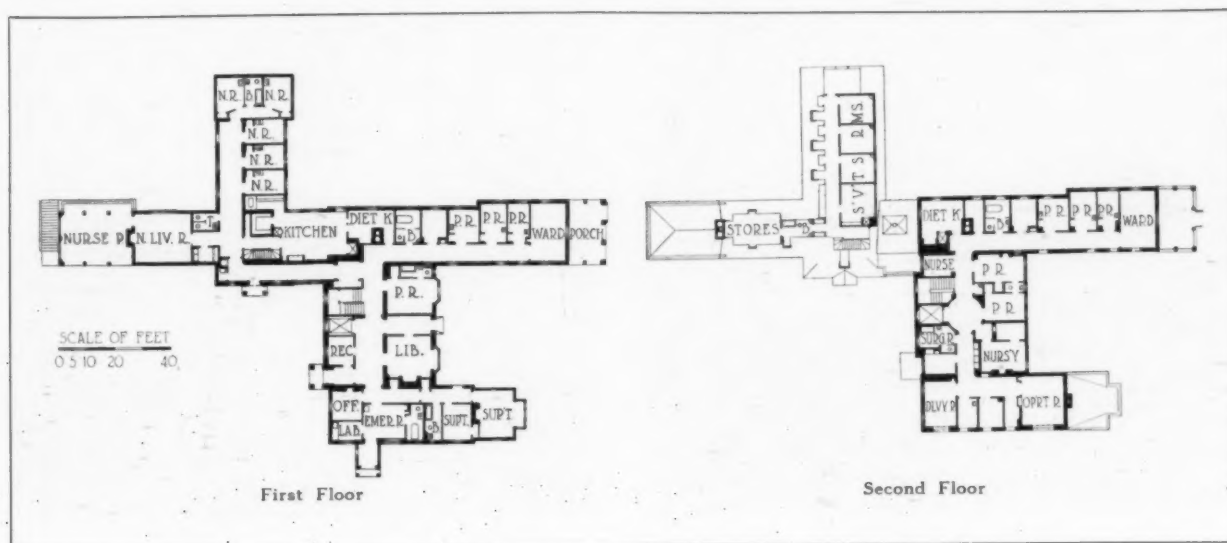 N.R. B N.R.
N.R.
N.R.
N.R.
NURSE P.
N. LIV. R.
T.
KITCHEN
DIET K
B
P.R.
P.R.
P.R.
WARD
PORCH
P.R.
LIB.
REC.
OFF.
LAB.
EMER. R.
B
SUPT.
SUP'T.
SCALE OF FEET
0 5 10 20 40
First Floor
S'V'T'S RMS.
STORES
B
DIET K
B
P.R.
P.R.
P.R.
WARD
NURSE
P.R.
P.R.
SURG. R.
NURS'Y
DLVY R.
OPRT. R.
Second Floor